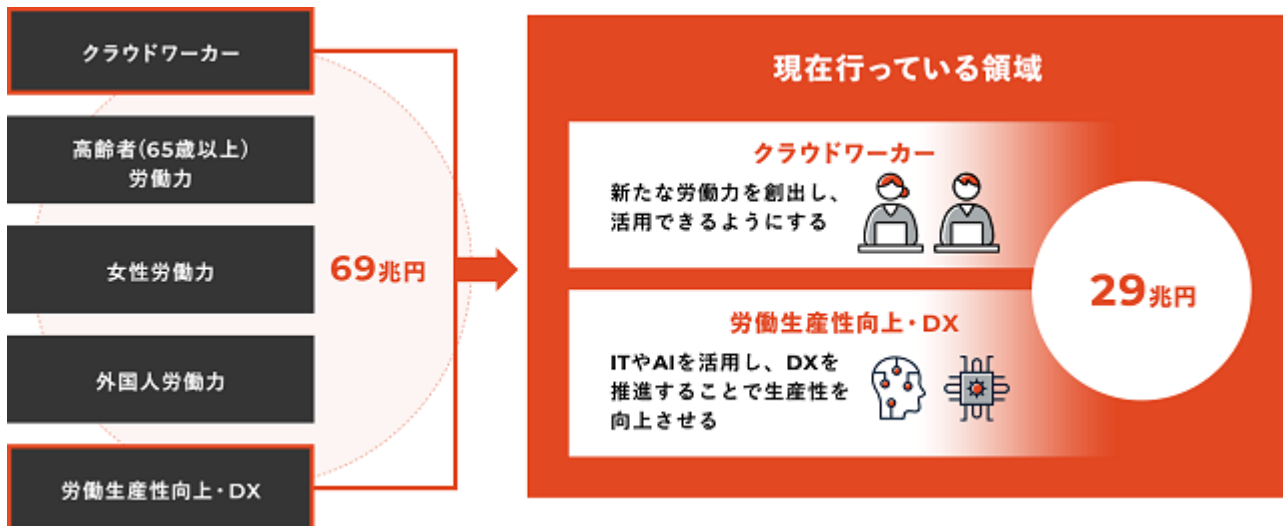 クラウドワーカー
高齢者(65歳以上)
労働力
女性労働力
外国人労働力
労働生産性向上・DX
69兆円
現在行っている領域
クラウドワーカー
新たな労働力を創出し、
活用できるようにする
労働生産性向上・DX
ITやAIを活用し、DXを
推進することで生産性を
向上させる
29兆円